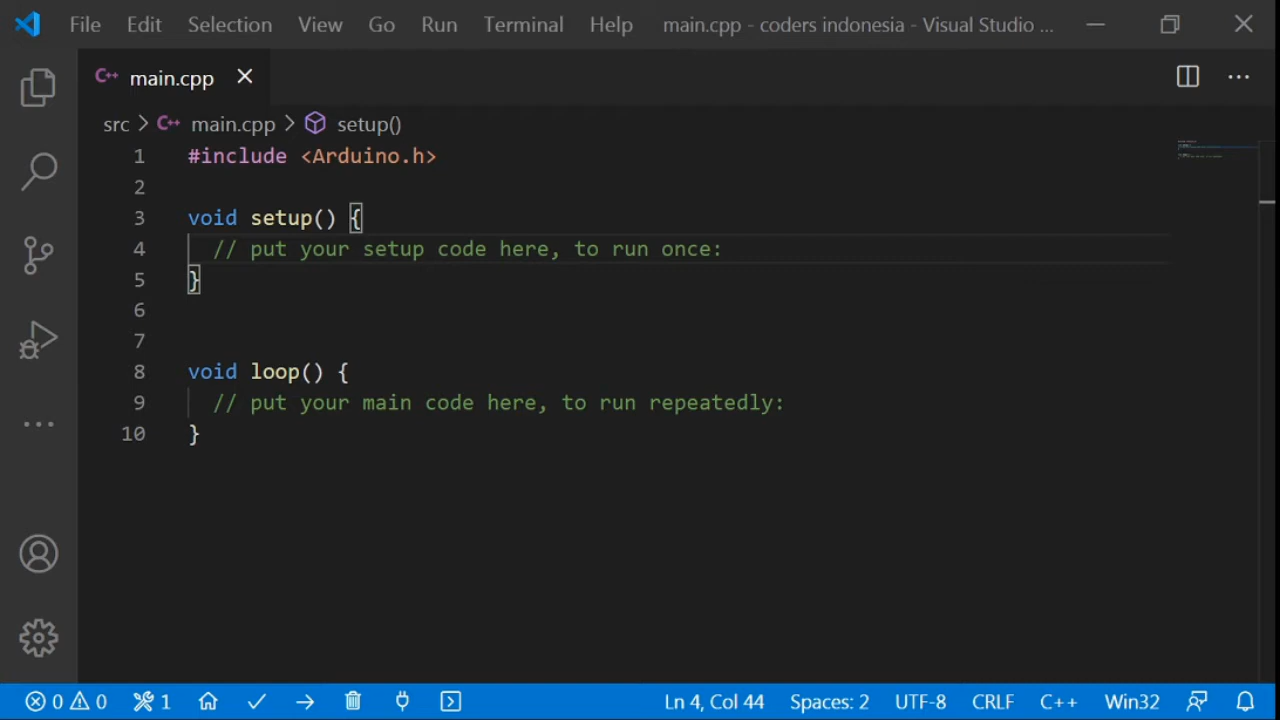 File Edit Selection View Go Run Terminal Help main.cpp - coders indonesia - Visual Studio ...
C++ main.cpp
src > C++ main.cpp > setup()
1 #include <Arduino.h>
2
3 void setup() {
4 // put your setup code here, to run once:
5 }
6
7
8 void loop() {
9 // put your main code here, to run repeatedly:
10 }
0 0 1 Ln 4, Col 44 Spaces: 2 UTF-8 CRLF C++ Win32